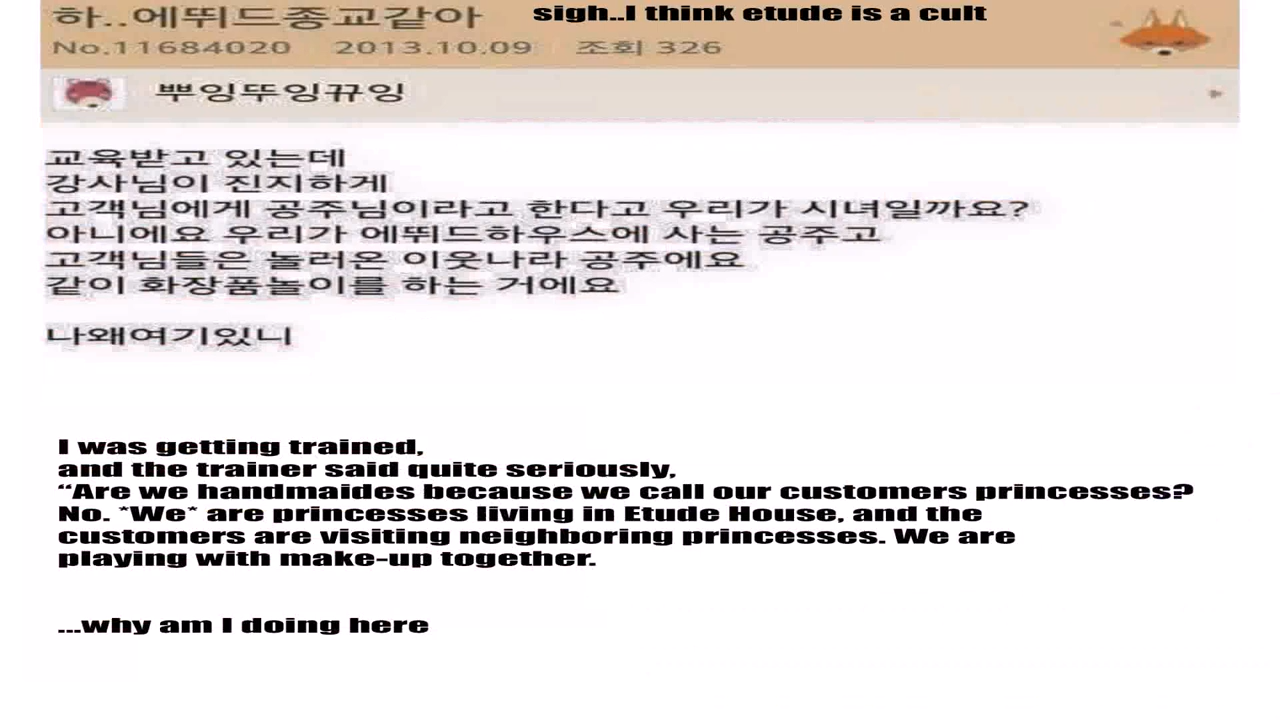 하..에뛰드종교같아
sigh..I think etude is a cult
No.11684020 2013.10.09 조회 326
뿌잉뚜잉뀨잉
교육받고 있는데
강사님이 진지하게
고객님에게 공주님이라고 한다고 우리가 시녀일까요?
아니에요 우리가 에뛰드하우스에 사는 공주고
고객님들은 놀러온 이웃나라 공주에요
같이 화장품놀이를 하는 거에요
나왜여기있니
I was getting trained,
and the trainer said quite seriously,
“Are we handmaides because we call our customers princesses?
No. *We* are princesses living in Etude House, and the
customers are visiting neighboring princesses. We are
playing with make-up together.
...why am I doing here